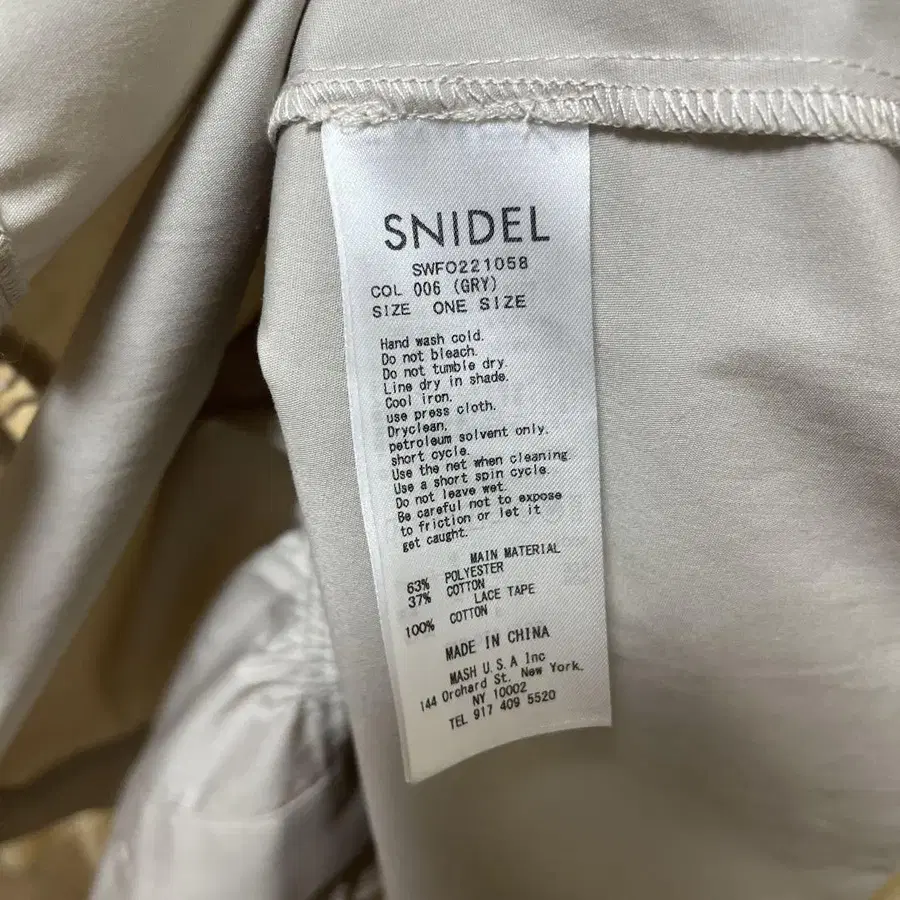 SNIDEL
SWFO221058
COL 006 (GRY)
SIZE ONE SIZE
Hand wash cold.
Do not bleach.
Do not tumble dry.
Line dry in shade.
Cool iron.
use press cloth.
Dryclean,
petroleum solvent only.
short cycle.
Use the net when cleaning
Use a short spin cycle.
Do not leave wet.
Be careful not to expose
to friction or let it
get caught.
MAIN MATERIAL
63% POLYESTER
37% COTTON
LACE TAPE
100% COTTON
MADE IN CHINA
MASH U.S.A Inc
144 Orchard St. New York.
NY 10002
TEL 917 409 5520